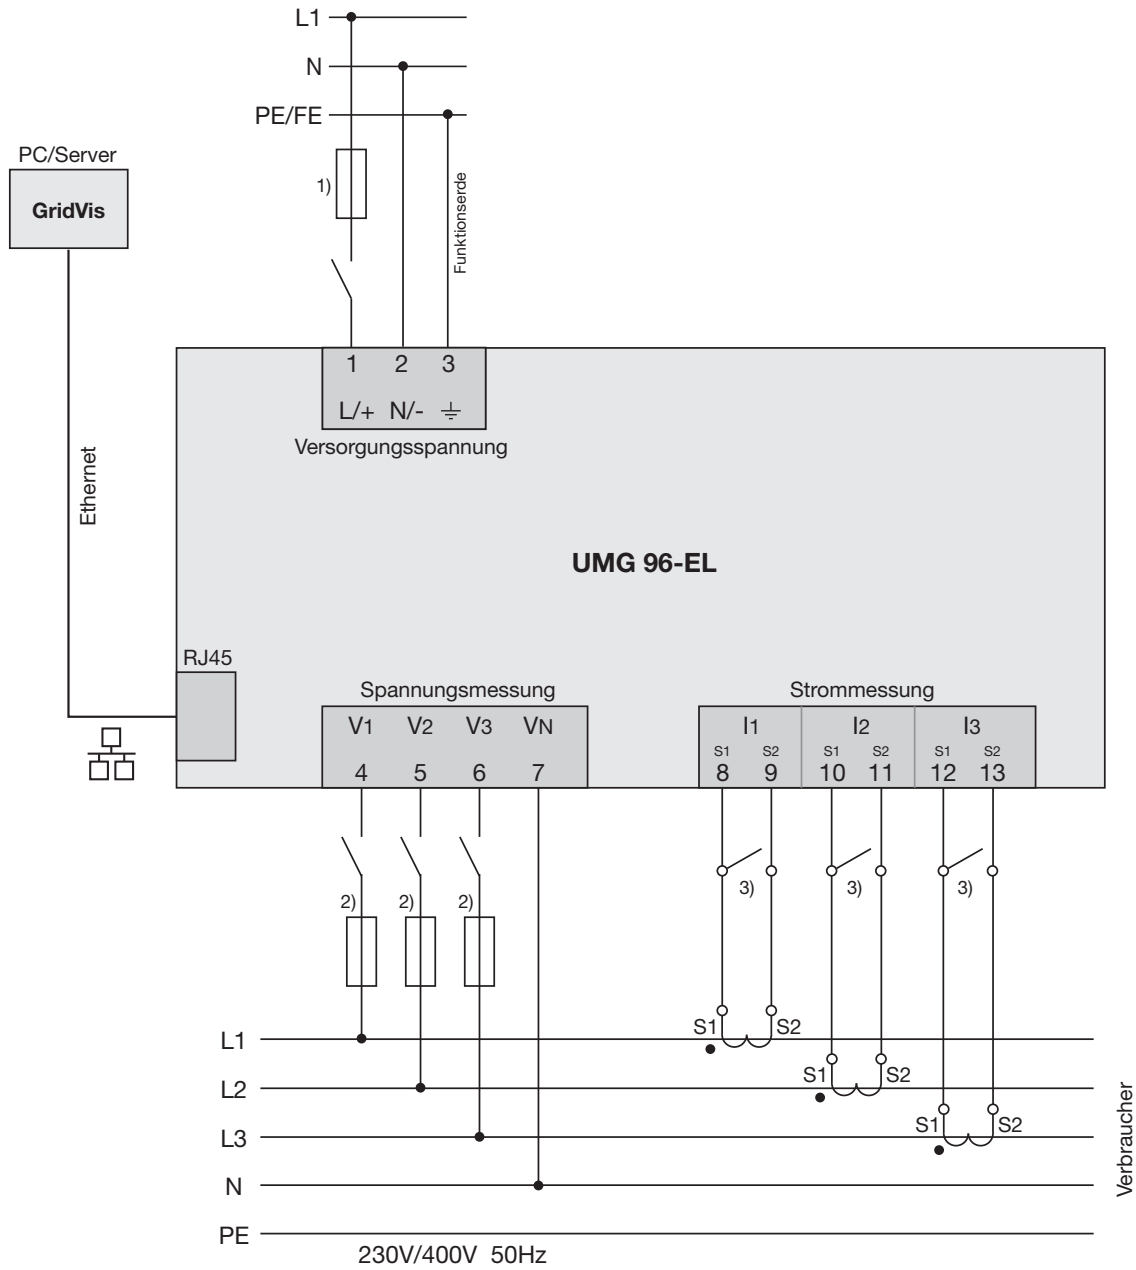 L1
N
PE/FE
PC/Server
GridVis
1)
Funktionserde
1 2 3
L/+ N/-
Versorgungsspannung
Ethernet
UMG 96-EL
RJ45
Spannungsmessung
V1 V2 V3 VN
4 5 6 7
Strommessung
I1 I2 I3
S1 S2 S1 S2 S1 S2
8 9 10 11 12 13
3) 3) 3)
2) 2) 2)
S1 S2
L1
S1 S2
L2
S1 S2
L3
N
PE
Verbraucher
230V/400V 50Hz